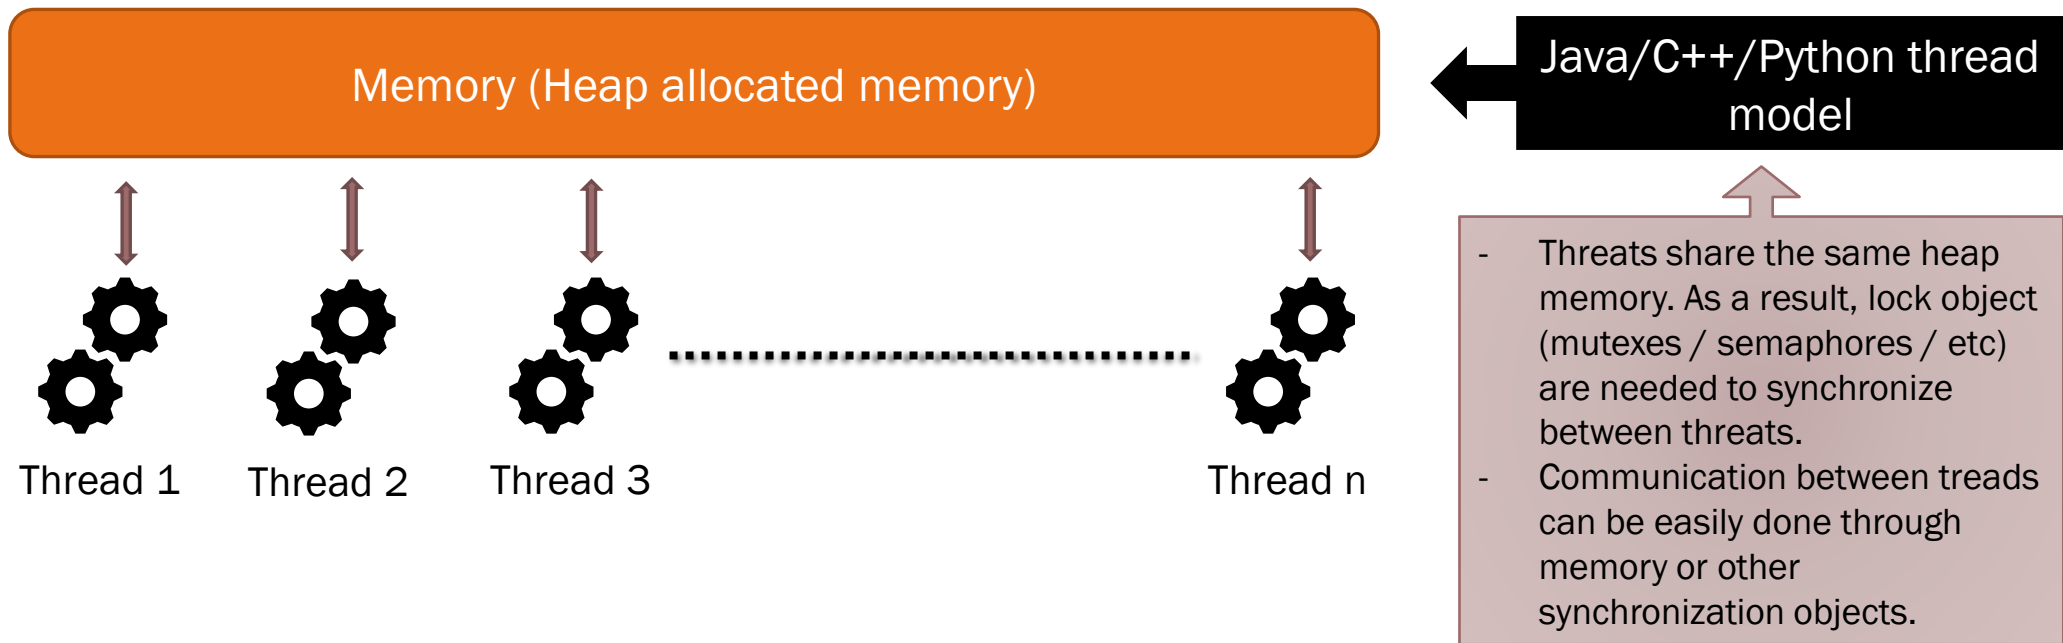 Memory (Heap allocated memory)
Java/C++/Python thread
model
Thread 1
Thread 2
Thread 3
Thread n
- Threats share the same heap
memory. As a result, lock object
(mutexes / semaphores / etc)
are needed to synchronize
between threats.
- Communication between treads
can be easily done through
memory or other
synchronization objects.